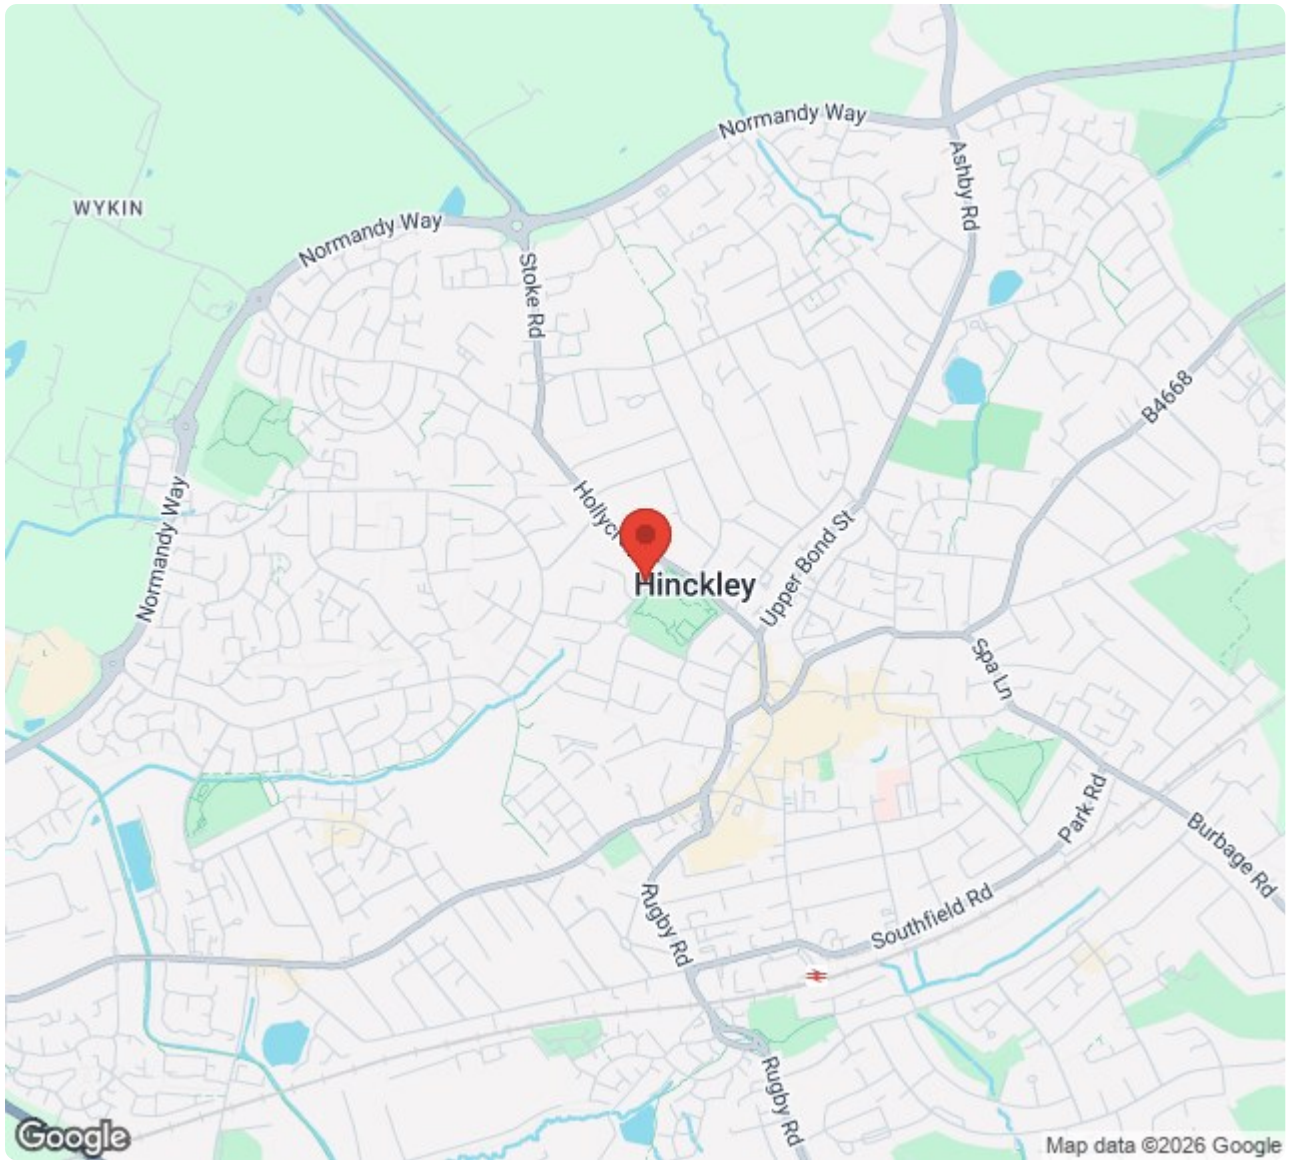 Normandy Way
WYKIN
Ashby Rd
Normandy Way
Stoke Rd
B4668
Hollycr
Normandy Way
Upper Bond St
Hinckley
Spa Ln
Park Rd
Burbage Rd
Rugby Rd
Southfield Rd
Rugby Rd
Google
Map data ©2026 Google